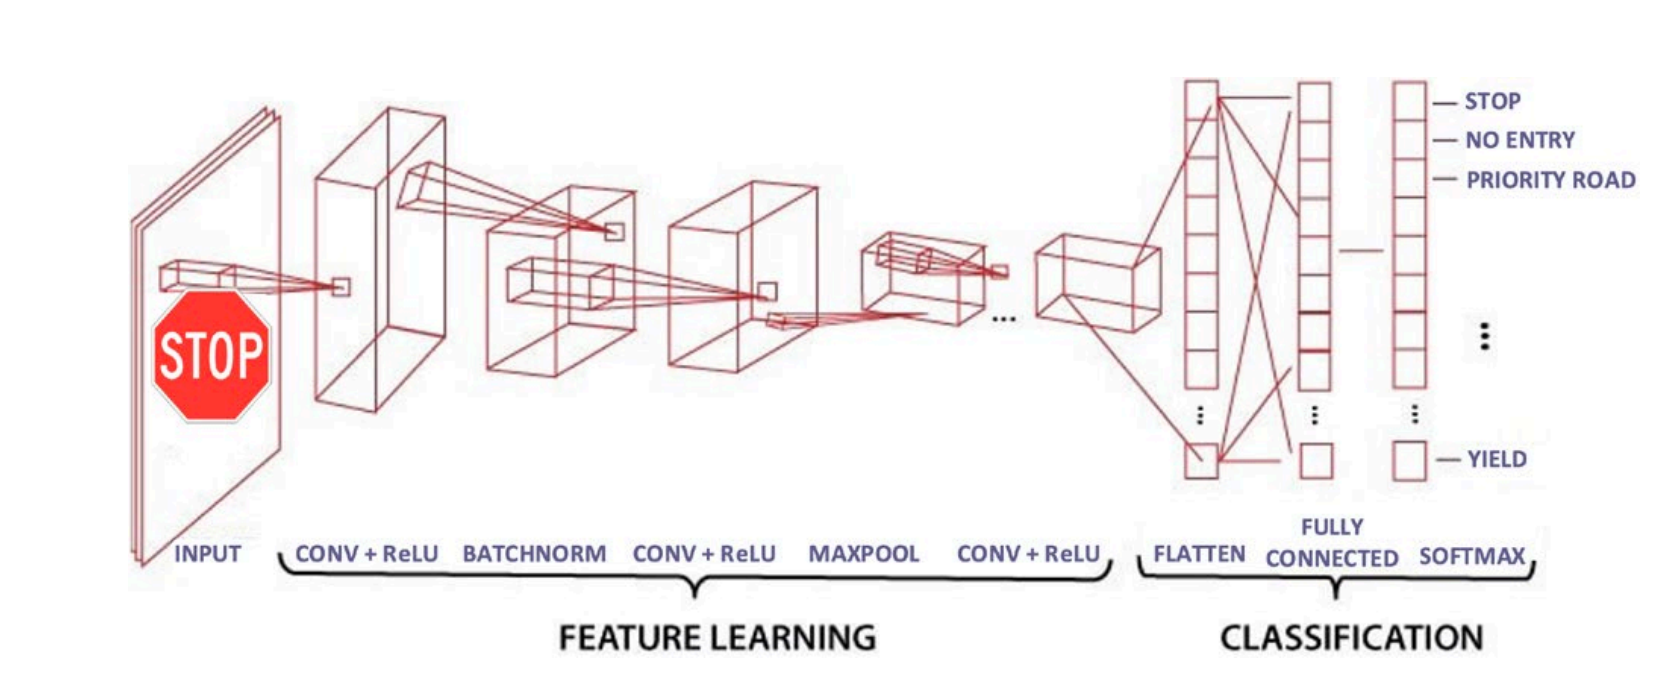 STOP
NO ENTRY
PRIORITY ROAD
STOP
...
YIELD
INPUT
CONV + ReLU
BATCHNORM
CONV + ReLU
MAXPOOL
CONV + ReLU
FLATTEN
FULLY
CONNECTED
SOFTMAX
FEATURE LEARNING
CLASSIFICATION